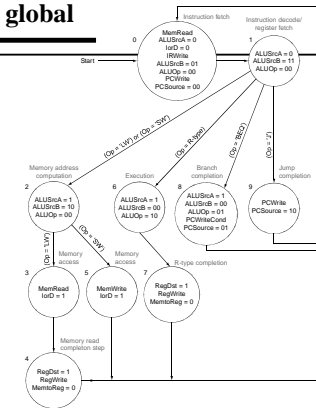 global
Instruction fetch
0
MemRead
ALUSrcA = 0
IorD = 0
IRWrite
ALUSrcB = 01
ALUOp = 00
PCWrite
PCSource = 00
Start
Instruction decode/
register fetch
1
ALUSrcA = 0
ALUSrcB = 11
ALUOp = 00
(Op = 'LW') or (Op = 'SW')
(Op = R-type)
(Op = 'BEQ')
(Op = 'J')
Memory address
computation
2
ALUSrcA = 1
ALUSrcB = 10
ALUOp = 00
Execution
6
ALUSrcA = 1
ALUSrcB = 00
ALUOp = 10
Branch
completion
8
ALUSrcA = 1
ALUSrcB = 00
ALUOp = 01
PCWriteCond
PCSource = 01
Jump
completion
9
PCWrite
PCSource = 10
(Op = 'SW')
Memory
access
3
MemRead
IorD = 1
Memory
access
5
MemWrite
IorD = 1
R-type completion
7
RegDst = 1
RegWrite
MemtoReg = 0
Memory read
completon step
4
RegDst = 1
RegWrite
MemtoReg = 0